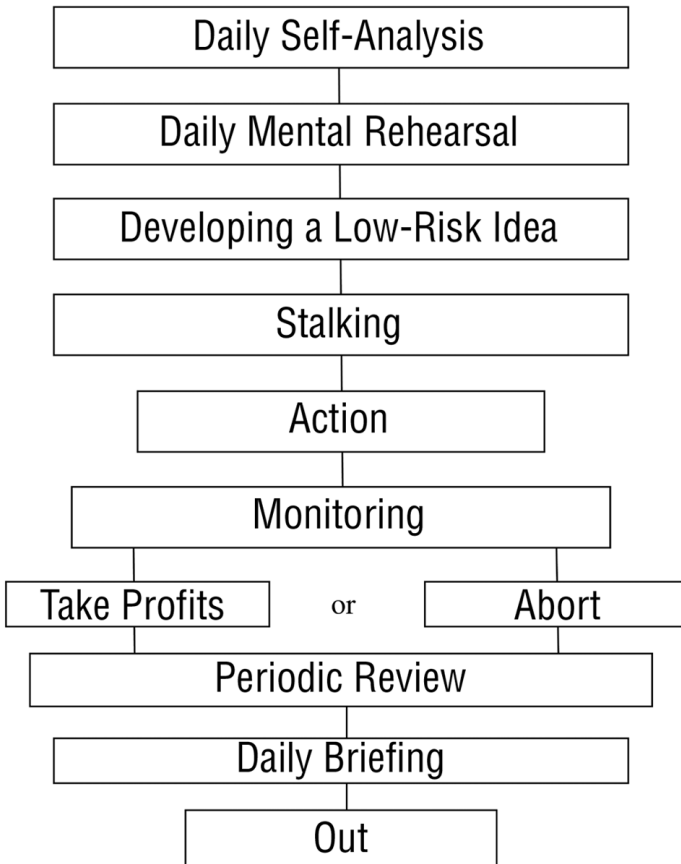 Daily Self-Analysis
Daily Mental Rehearsal
Developing a Low-Risk Idea
Stalking
Action
Monitoring
Take Profits or Abort
Periodic Review
Daily Briefing
Out